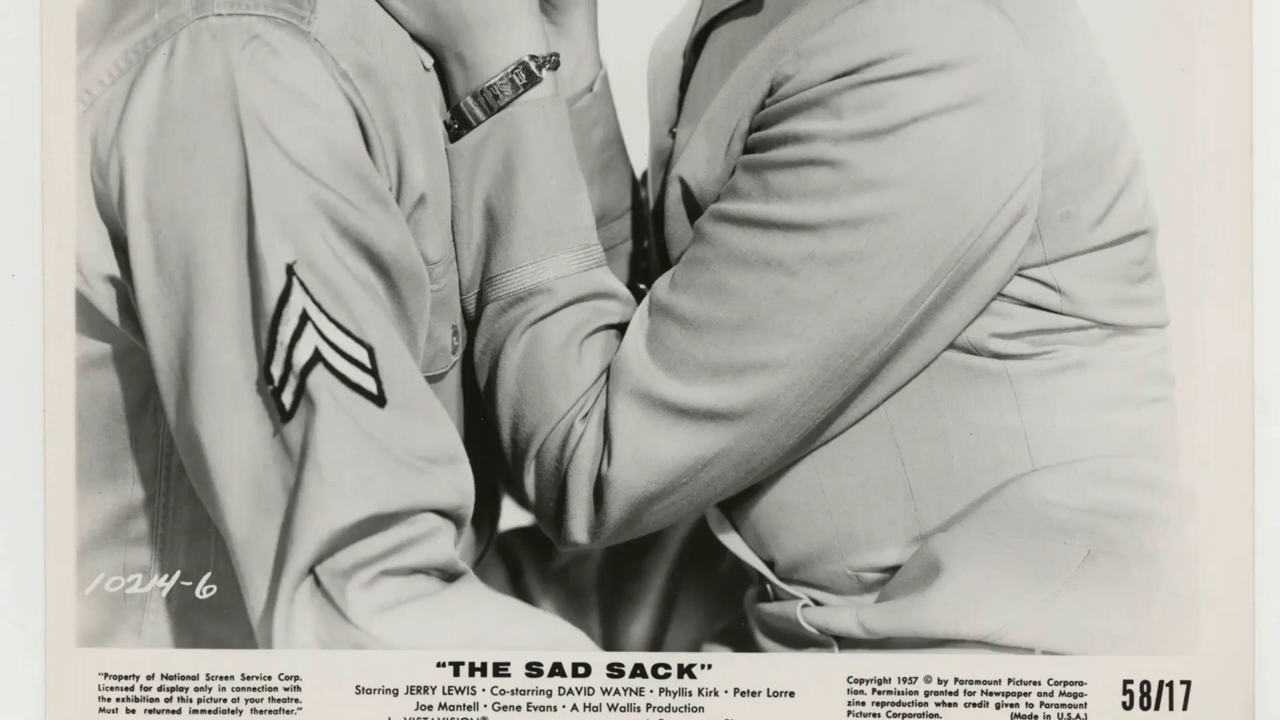 10214-6
"THE SAD SACK"
"Property of National Screen Service Corp.
Licensed for display only in connection with
the exhibition of this picture at your theatre.
Must be returned immediately thereafter."
Starring JERRY LEWIS • Co-starring DAVID WAYNE • Phyllis Kirk • Peter Lorre
Joe Mantell • Gene Evans • A Hal Wallis Production
VISTAVISION®
Copyright 1957 © by Paramount Pictures Corpora-
tion. Permission granted for Newspaper and Maga-
zine reproduction when credit given to Paramount
Pictures Corporation. (Made in U.S.A.)
58/17